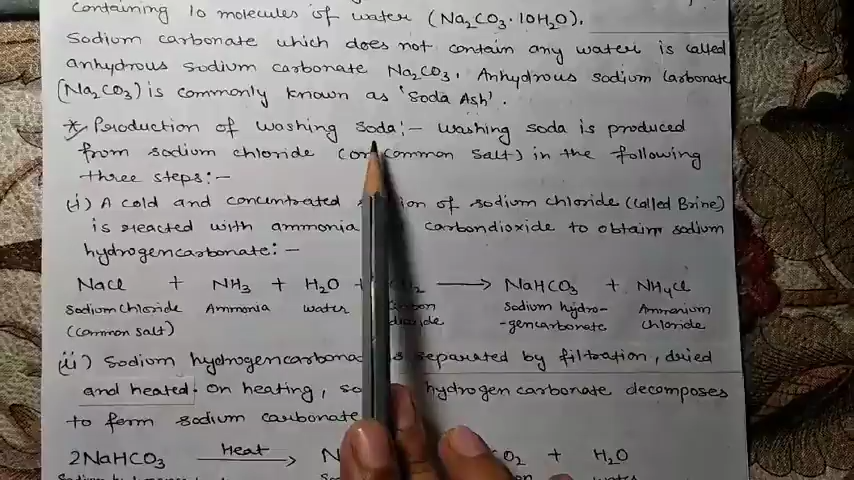 containing 10 molecules of water (Na2CO3·10H2O).
Sodium carbonate which does not contain any water is called
anhydrous sodium carbonate Na2CO3. Anhydrous sodium Carbonate
(Na2CO3) is commonly known as 'Soda Ash'.
* Production of washing soda:- washing soda is produced
from sodium chloride (or common salt) in the following
three steps:-
(i) A cold and concentrated of sodium chloride (called Brine)
is reacted with ammonia carbondioxide to obtain sodium
hydrogencarbonate:-
NaCl + NH3 + H2O + → NaHCO3 + NH4Cl
Sodium chloride Ammonia water Sodium hydro- Ammonium
(common salt) -gencarbonate chloride
(ii) Sodium hydrogencarbona separated by filtration, dried
and heated. On heating, hydrogen carbonate decomposes
to form sodium carbonate
2NaHCO3 Heat → + H2O